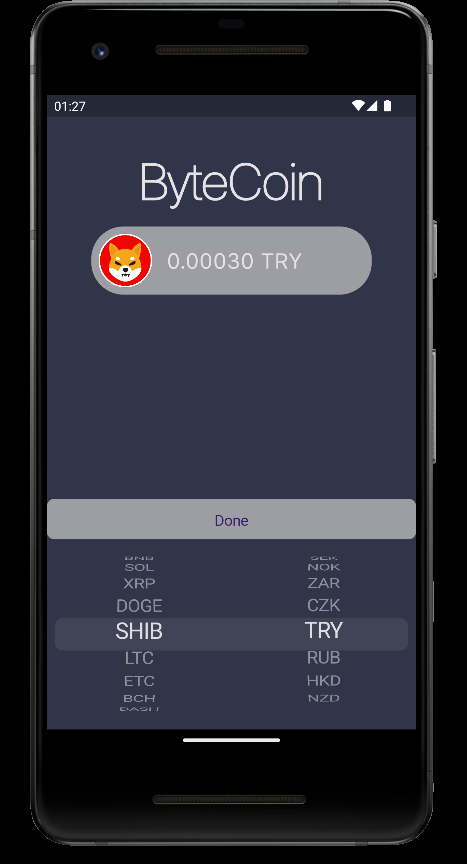 01:27
ByteCoin
0.00030 TRY
Done
BNB SEK
SOL NOK
XRP ZAR
DOGE CZK
SHIB TRY
LTC RUB
ETC HKD
BCH NZD
DASH